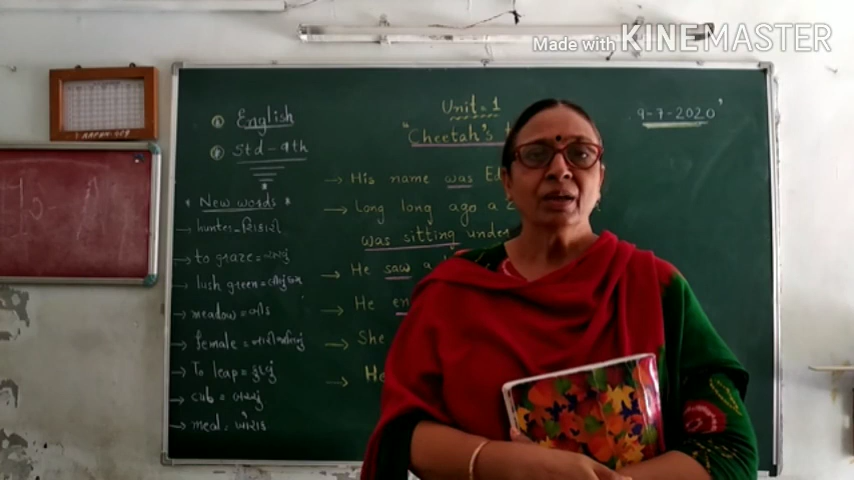 Made with KINEMASTER
① English
② Std - 9th
* New words *
→ hunter - શિકારી
→ to graze = ચરવું
→ lush green =
→ meadow = બીડ
→ female = નારી જાતિનું
→ To leap = કૂદવું
→ cub = બચ્ચું
→ meal = ખોરાક
Unit = 1
"Cheetah's
→ His name was
→ Long long ago a
was sitting under
→ He saw a
→ He
→ She
→ He
9-7-2020